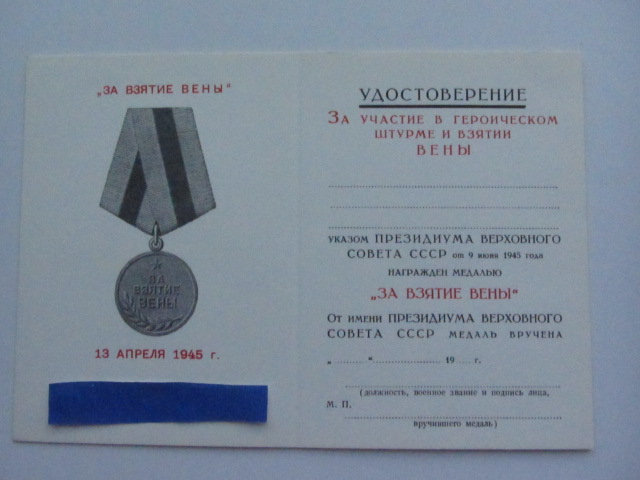 „ЗА ВЗЯТИЕ ВЕНЫ“
ЗА
ВЗЯТИЕ
ВЕНЫ
13 АПРЕЛЯ 1945 г.
УДОСТОВЕРЕНИЕ
ЗА УЧАСТИЕ В ГЕРОИЧЕСКОМ
ШТУРМЕ И ВЗЯТИИ
ВЕНЫ
УКАЗОМ ПРЕЗИДИУМА ВЕРХОВНОГО
СОВЕТА СССР от 9 июня 1945 года
НАГРАЖДЕН МЕДАЛЬЮ
„ЗА ВЗЯТИЕ ВЕНЫ“
От имени ПРЕЗИДИУМА ВЕРХОВНОГО
СОВЕТА СССР МЕДАЛЬ ВРУЧЕНА
„..........“ .................... 19..... г.
(должность, военное звание и подпись лица,
М. П.
вручившего медаль)